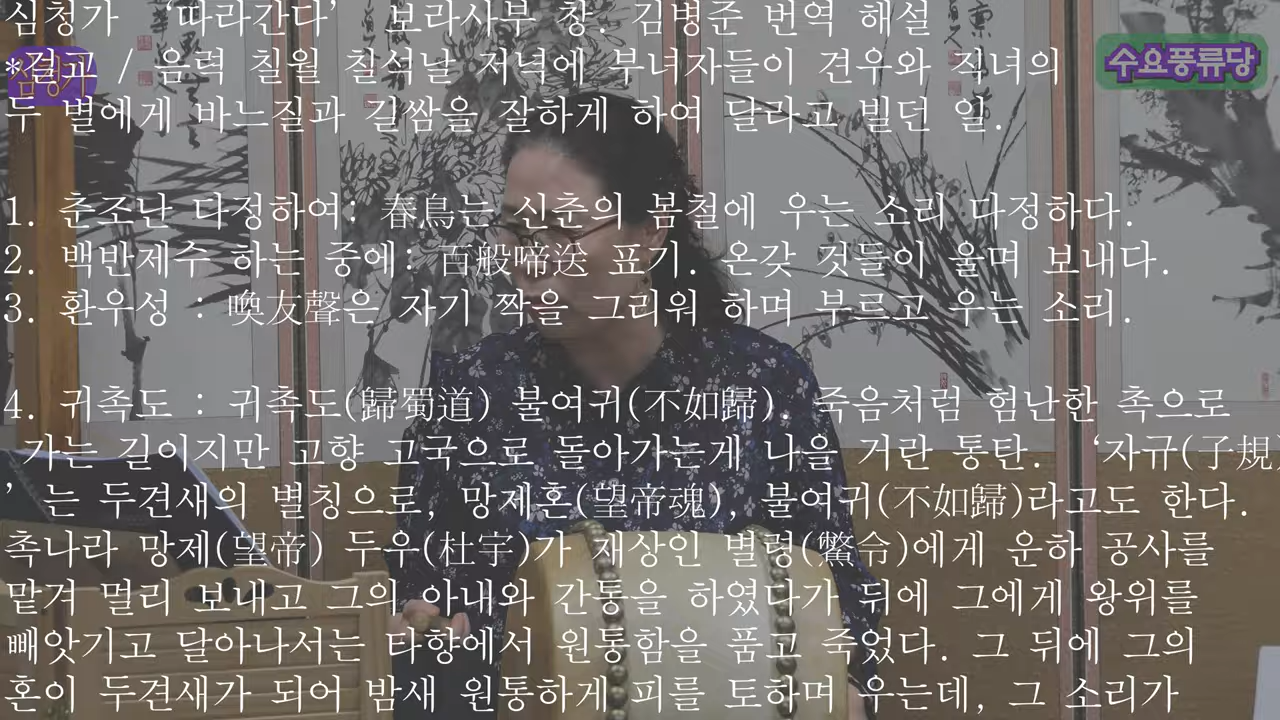 심청가 ‘따라간다’ 보라사부 창. 김병준 번역 해설
*걸교 / 음력 칠월 칠석날 저녁에 부녀자들이 견우와 직녀의
두 별에게 바느질과 길쌈을 잘하게 하여 달라고 빌던 일.
수요풍류당
1. 춘조난 다정하여: 春鳥는 신춘의 봄철에 우는 소리 다정하다.
2. 백반제수 하는 중에: 百般啼送 표기. 온갖 것들이 울며 보내다.
3. 환우성 : 喚友聲은 자기 짝을 그리워 하며 부르고 우는 소리.
4. 귀촉도 : 귀촉도(歸蜀道) 불여귀(不如歸). 죽음처럼 험난한 촉으로
가는 길이지만 고향 고국으로 돌아가는게 나을 거란 통탄. ‘자규(子規)
’ 는 두견새의 별칭으로, 망제혼(望帝魂), 불여귀(不如歸)라고도 한다.
촉나라 망제(望帝) 두우(杜宇)가 재상인 별령(鱉令)에게 운하 공사를
맡겨 멀리 보내고 그의 아내와 간통을 하였다가 뒤에 그에게 왕위를
빼앗기고 달아나서는 타향에서 원통함을 품고 죽었다. 그 뒤에 그의
혼이 두견새가 되어 밤새 원통하게 피를 토하며 우는데, 그 소리가